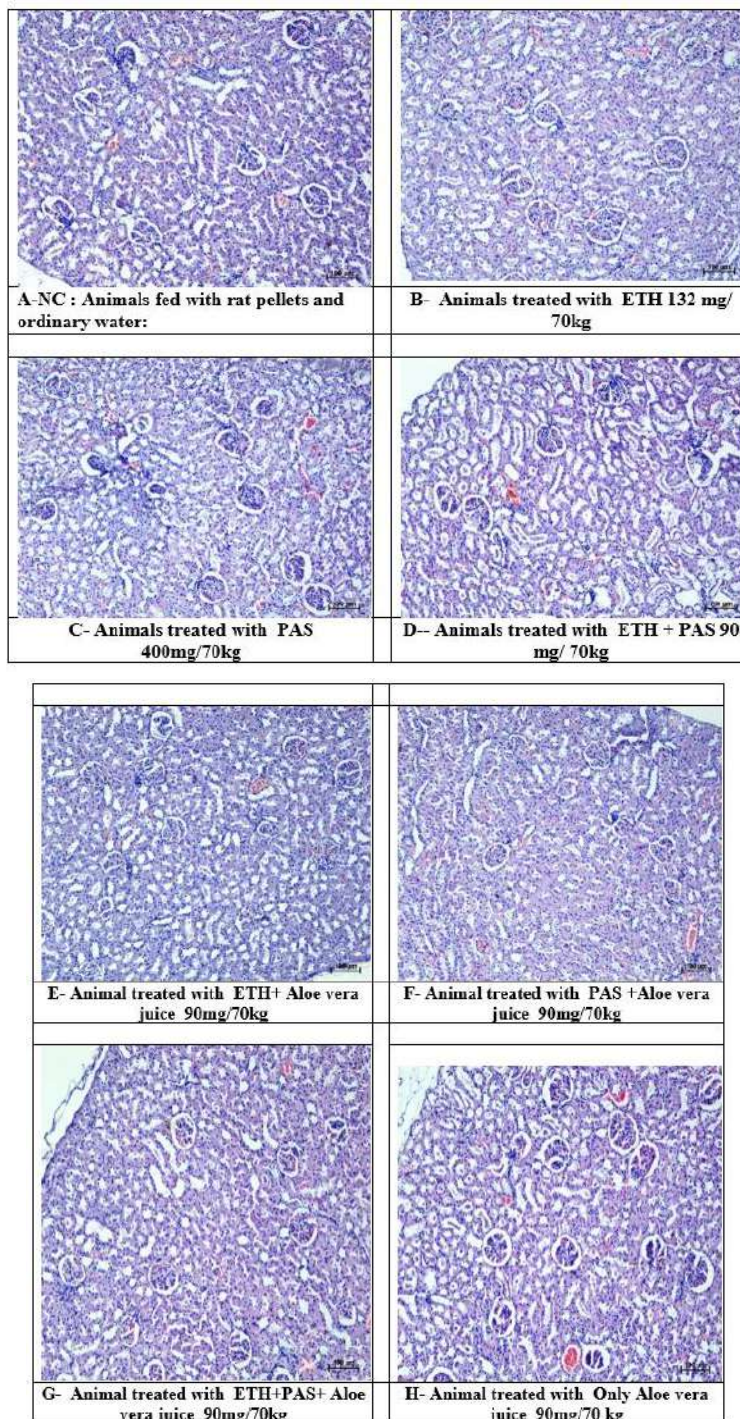 A-NC : Animals fed with rat pellets and
ordinary water:
B- Animals treated with ETH 132 mg/
70kg
C- Animals treated with PAS
400mg/70kg
D-- Animals treated with ETH + PAS 90
mg/ 70kg
E- Animal treated with ETH+ Aloe vera
juice 90mg/70kg
F- Animal treated with PAS +Aloe vera
juice 90mg/70kg
G- Animal treated with ETH+PAS+ Aloe
vera juice 90mg/70kg
H- Animal treated with Only Aloe vera
juice 90mg/70 kg